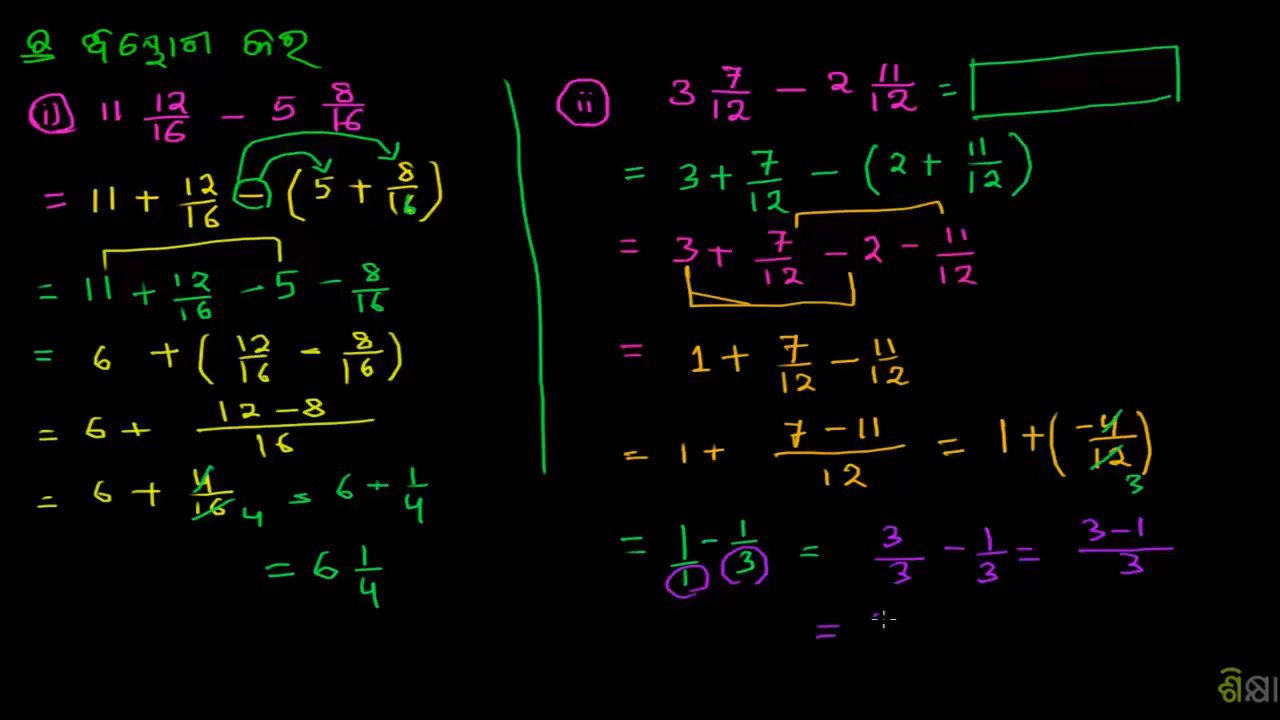 ର ଫିସ୍ଥୋଗ କର
i) 11 12/16 - 5 8/16
= 11 + 12/16 - (5 + 8/16)
= 11 + 12/16 - 5 - 8/16
= 6 + (12/16 - 8/16)
= 6 + (12-8)/16
= 6 + 4/16 4 = 6 + 1/4
= 6 1/4
ii 3 7/12 - 2 11/12 =
= 3 + 7/12 - (2 + 11/12)
= 3 + 7/12 - 2 - 11/12
= 1 + 7/12 - 11/12
= 1 + (7-11)/12 = 1 + (-4/12) 3
= 1/1 - 1/3 = 3/3 - 1/3 = (3-1)/3
=
ଶିକ୍ଷା